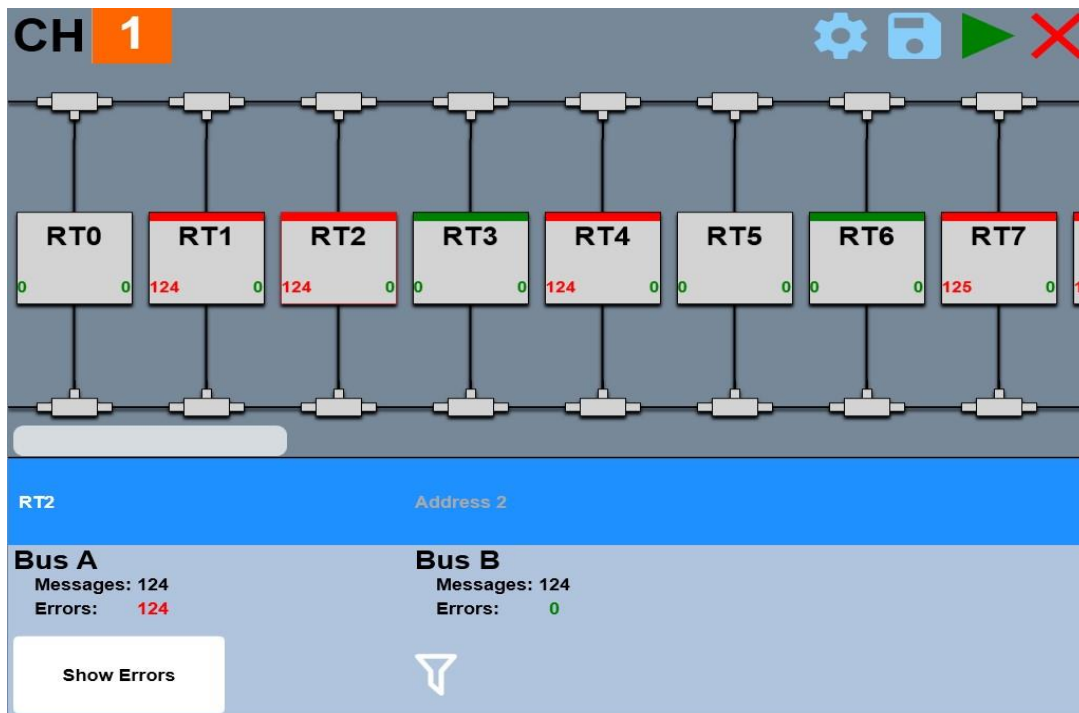 CH 1
RT0 RT1 RT2 RT3 RT4 RT5 RT6 RT7
0 0 124 0 124 0 0 0 124 0 0 0 0 0 125 0 1
RT2 Address 2
Bus A Bus B
Messages: 124 Messages: 124
Errors: 124 Errors: 0
Show Errors